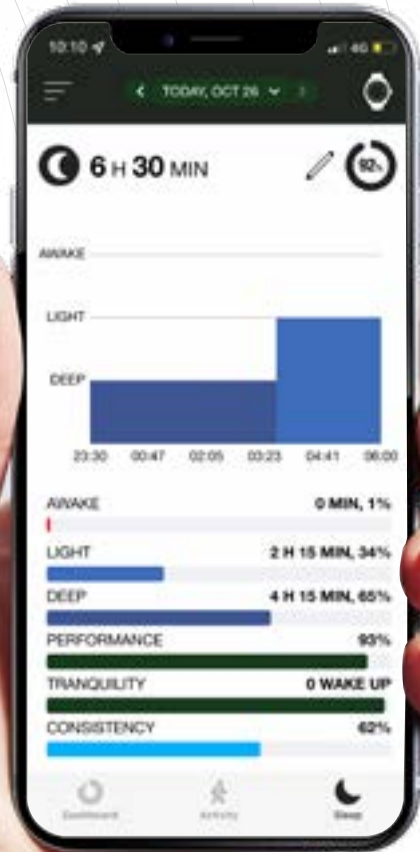 10:10 4G
TODAY, OCT 26
6 H 30 MIN 92%
AWAKE
LIGHT
DEEP
23:30 00:47 02:05 03:23 04:41 06:00
AWAKE 0 MIN, 1%
LIGHT 2 H 15 MIN, 34%
DEEP 4 H 15 MIN, 65%
PERFORMANCE 93%
TRANQUILITY 0 WAKE UP
CONSISTENCY 62%
Dashboard Activity Sleep